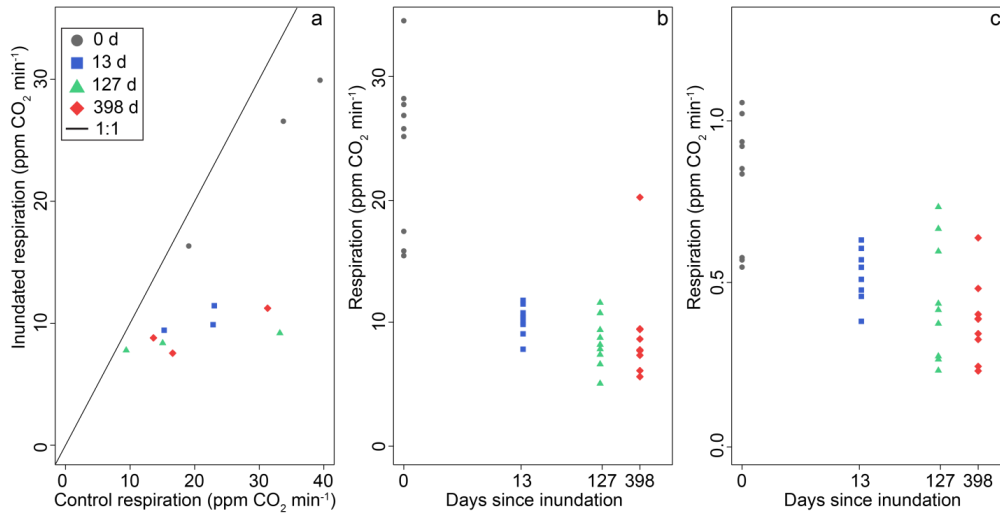 a
0 d
13 d
127 d
398 d
1:1
Inundated respiration (ppm CO₂ min⁻¹)
0
10
20
30
0 10 20 30 40
Control respiration (ppm CO₂ min⁻¹)
b
Respiration (ppm CO₂ min⁻¹)
0
10
20
30
0 13 127 398
Days since inundation
c
Respiration (ppm CO₂ min⁻¹)
0.0
0.5
1.0
0 13 127 398
Days since inundation